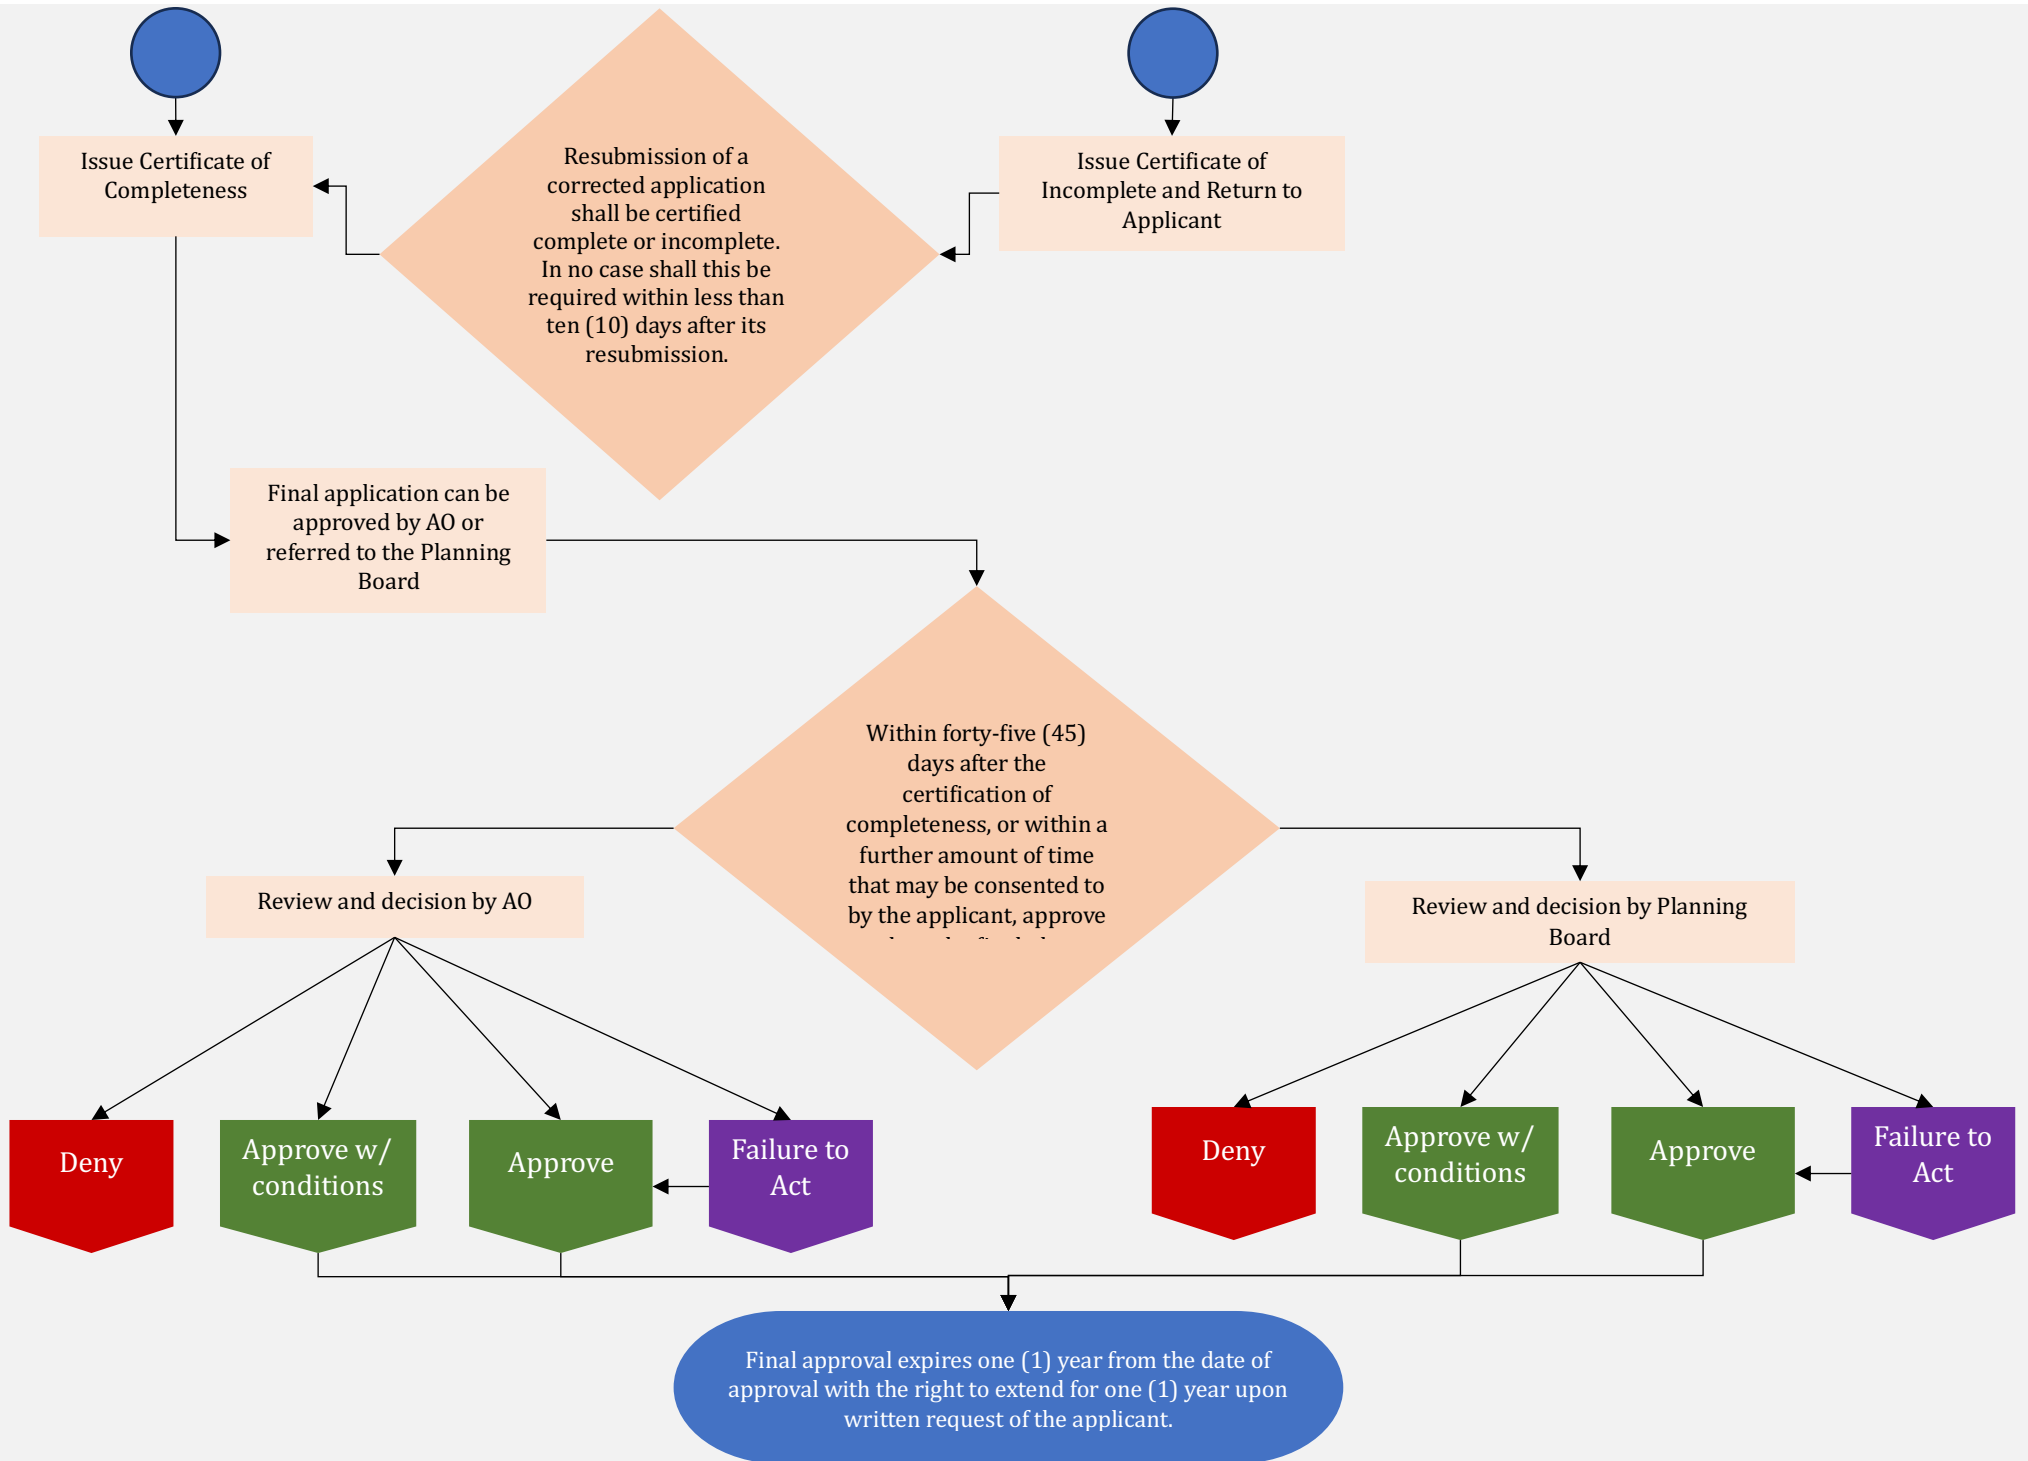 Issue Certificate of
Completeness
Resubmission of a
corrected application
shall be certified
complete or incomplete.
In no case shall this be
required within less than
ten (10) days after its
resubmission.
Issue Certificate of
Incomplete and Return to
Applicant
Final application can be
approved by AO or
referred to the Planning
Board
Within forty-five (45)
days after the
certification of
completeness, or within a
further amount of time
that may be consented to
by the applicant, approve
Review and decision by AO
Review and decision by Planning
Board
Deny
Approve w/
conditions
Approve
Failure to
Act
Deny
Approve w/
conditions
Approve
Failure to
Act
Final approval expires one (1) year from the date of
approval with the right to extend for one (1) year upon
written request of the applicant.